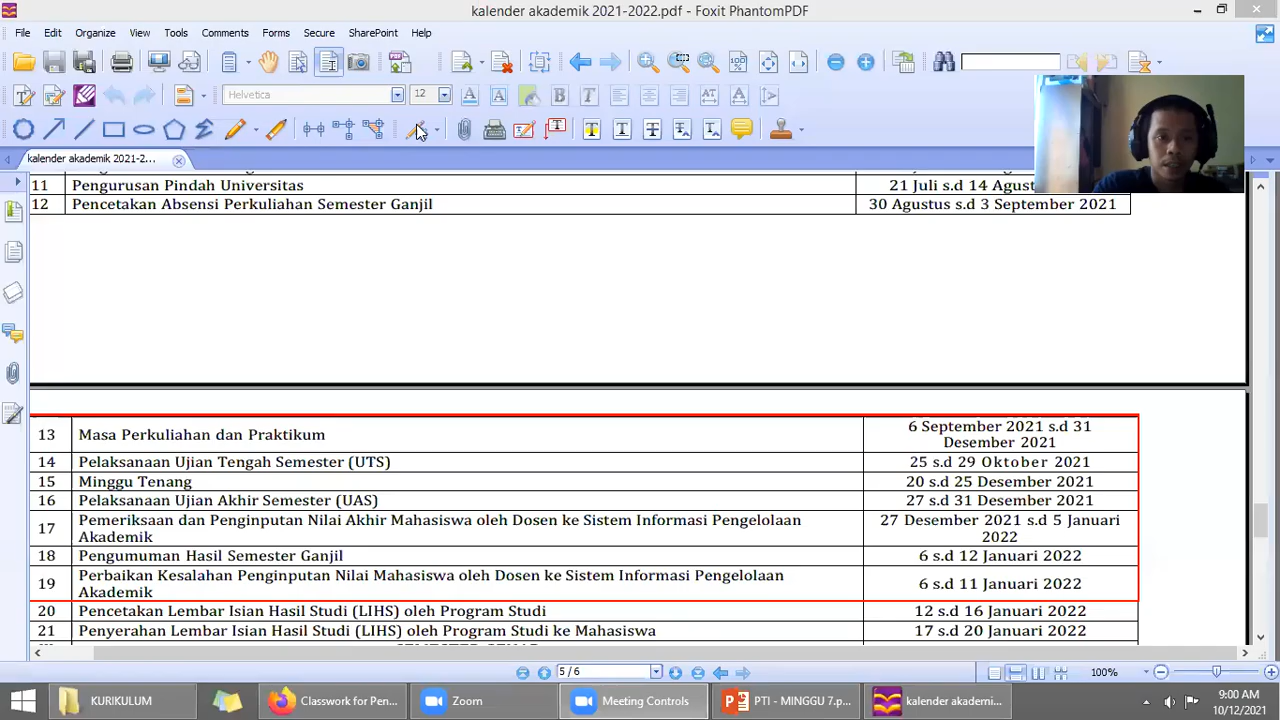 kalender akademik 2021-2022.pdf - Foxit PhantomPDF
File Edit Organize View Tools Comments Forms Secure SharePoint Help
Helvetica 12
kalender akademik 2021-2...
11 Pengurusan Pindah Universitas 21 Juli s.d 14 Agust
12 Pencetakan Absensi Perkuliahan Semester Ganjil 30 Agustus s.d 3 September 2021
13 Masa Perkuliahan dan Praktikum 6 September 2021 s.d 31
Desember 2021
14 Pelaksanaan Ujian Tengah Semester (UTS) 25 s.d 29 Oktober 2021
15 Minggu Tenang 20 s.d 25 Desember 2021
16 Pelaksanaan Ujian Akhir Semester (UAS) 27 s.d 31 Desember 2021
17 Pemeriksaan dan Penginputan Nilai Akhir Mahasiswa oleh Dosen ke Sistem Informasi Pengelolaan 27 Desember 2021 s.d 5 Januari
Akademik 2022
18 Pengumuman Hasil Semester Ganjil 6 s.d 12 Januari 2022
19 Perbaikan Kesalahan Penginputan Nilai Mahasiswa oleh Dosen ke Sistem Informasi Pengelolaan 6 s.d 11 Januari 2022
Akademik
20 Pencetakan Lembar Isian Hasil Studi (LIHS) oleh Program Studi 12 s.d 16 Januari 2022
21 Penyerahan Lembar Isian Hasil Studi (LIHS) oleh Program Studi ke Mahasiswa 17 s.d 20 Januari 2022
5 / 6 100%
KURIKULUM Classwork for Pen... Zoom Meeting Controls PTI - MINGGU 7.p... kalender akademi... 9:00 AM
10/12/2021